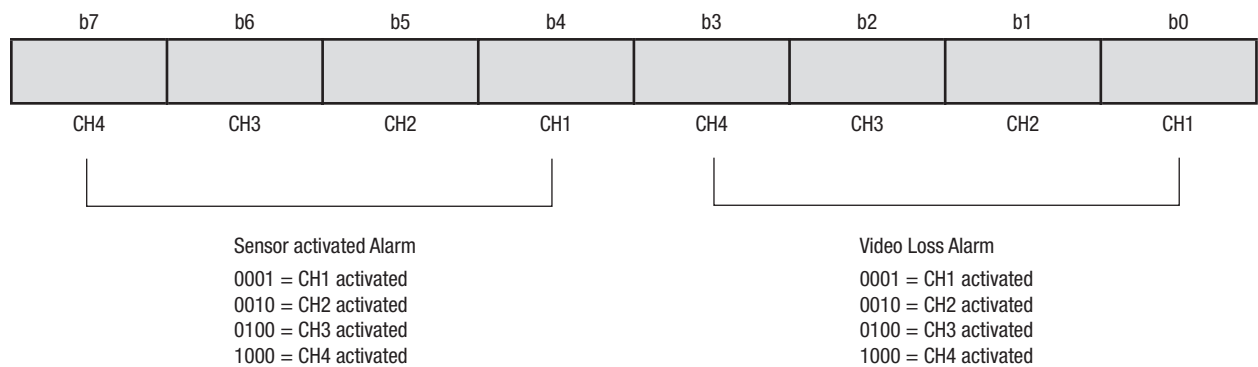 b7 b6 b5 b4 b3 b2 b1 b0
CH4 CH3 CH2 CH1 CH4 CH3 CH2 CH1
Sensor activated Alarm
0001 = CH1 activated
0010 = CH2 activated
0100 = CH3 activated
1000 = CH4 activated
Video Loss Alarm
0001 = CH1 activated
0010 = CH2 activated
0100 = CH3 activated
1000 = CH4 activated